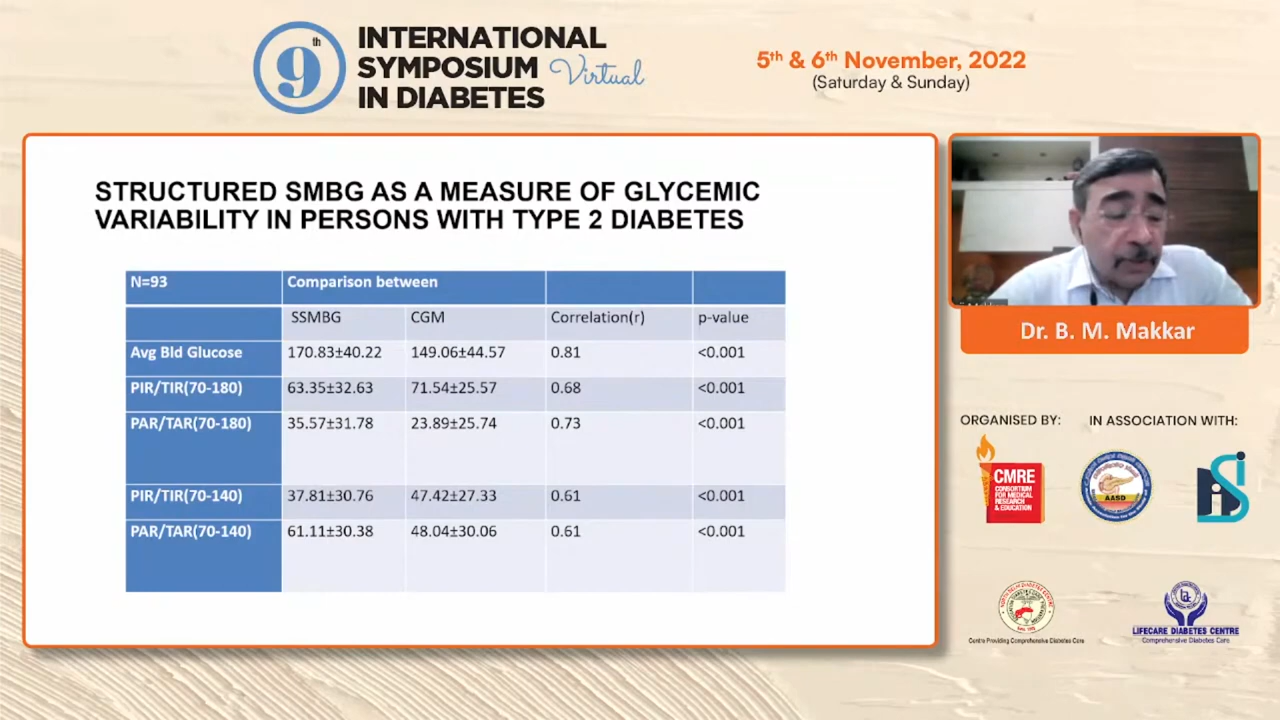 9th
INTERNATIONAL
SYMPOSIUM Virtual
IN DIABETES
5th & 6th November, 2022
(Saturday & Sunday)
STRUCTURED SMBG AS A MEASURE OF GLYCEMIC
VARIABILITY IN PERSONS WITH TYPE 2 DIABETES
N=93 Comparison between
SSMBG CGM Correlation(r) p-value
Avg Bld Glucose 170.83±40.22 149.06±44.57 0.81 <0.001
PIR/TIR(70-180) 63.35±32.63 71.54±25.57 0.68 <0.001
PAR/TAR(70-180) 35.57±31.78 23.89±25.74 0.73 <0.001
PIR/TIR(70-140) 37.81±30.76 47.42±27.33 0.61 <0.001
PAR/TAR(70-140) 61.11±30.38 48.04±30.06 0.61 <0.001
Dr. B. M. Makkar
ORGANISED BY: IN ASSOCIATION WITH:
CMRE
CONSORTIUM
FOR MEDICAL
RESEARCH
& EDUCATION
AASD
Centre Providing Comprehensive Diabetes Care
LIFECARE DIABETES CENTRE
Comprehensive Diabetes Care